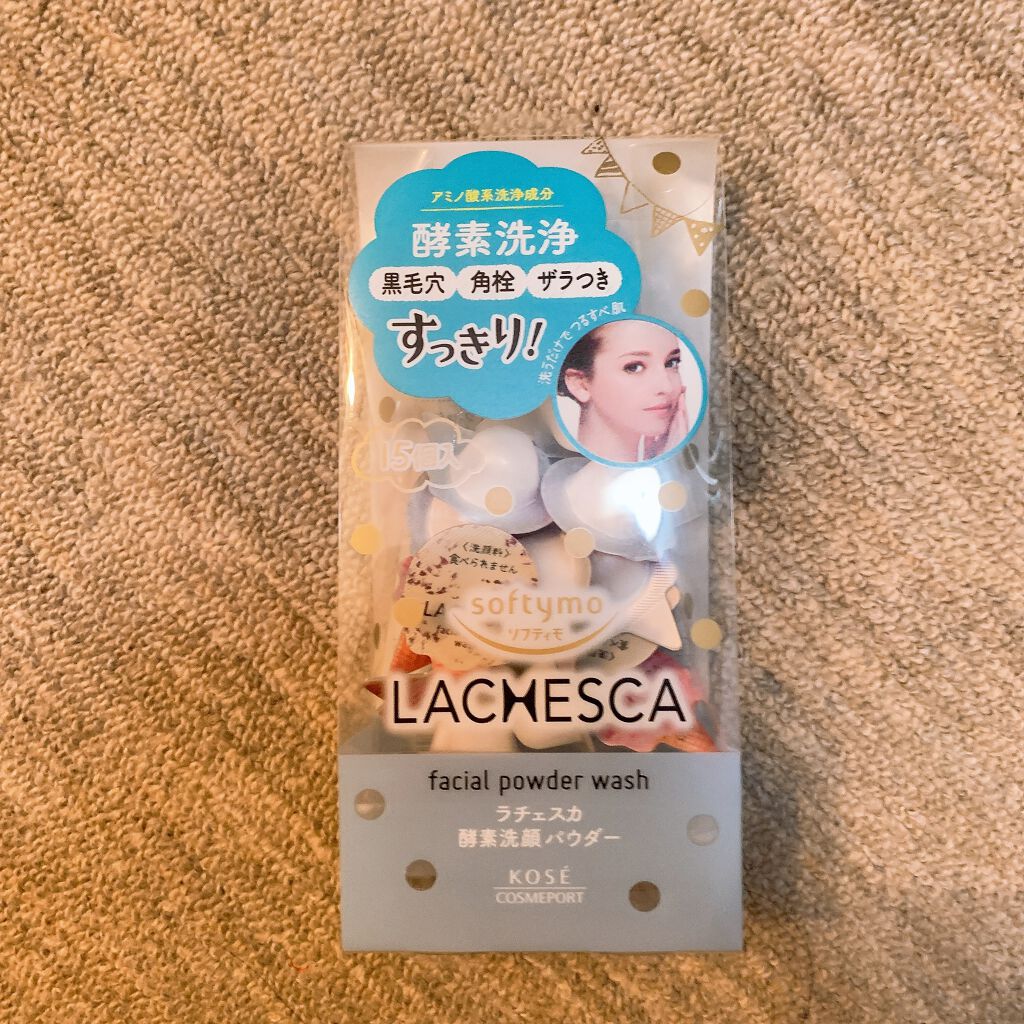 アミノ酸系洗浄成分
酵素洗浄
黒毛穴 角栓 ザラつき
すっきり!
洗うだけでつるすべ肌
15個入
〈洗顔料〉
食べられません
LA
softymo
ソフティモ
LACHESCA
facial powder wash
ラチェスカ
酵素洗顔パウダー
KOSÉ
COSMEPORT